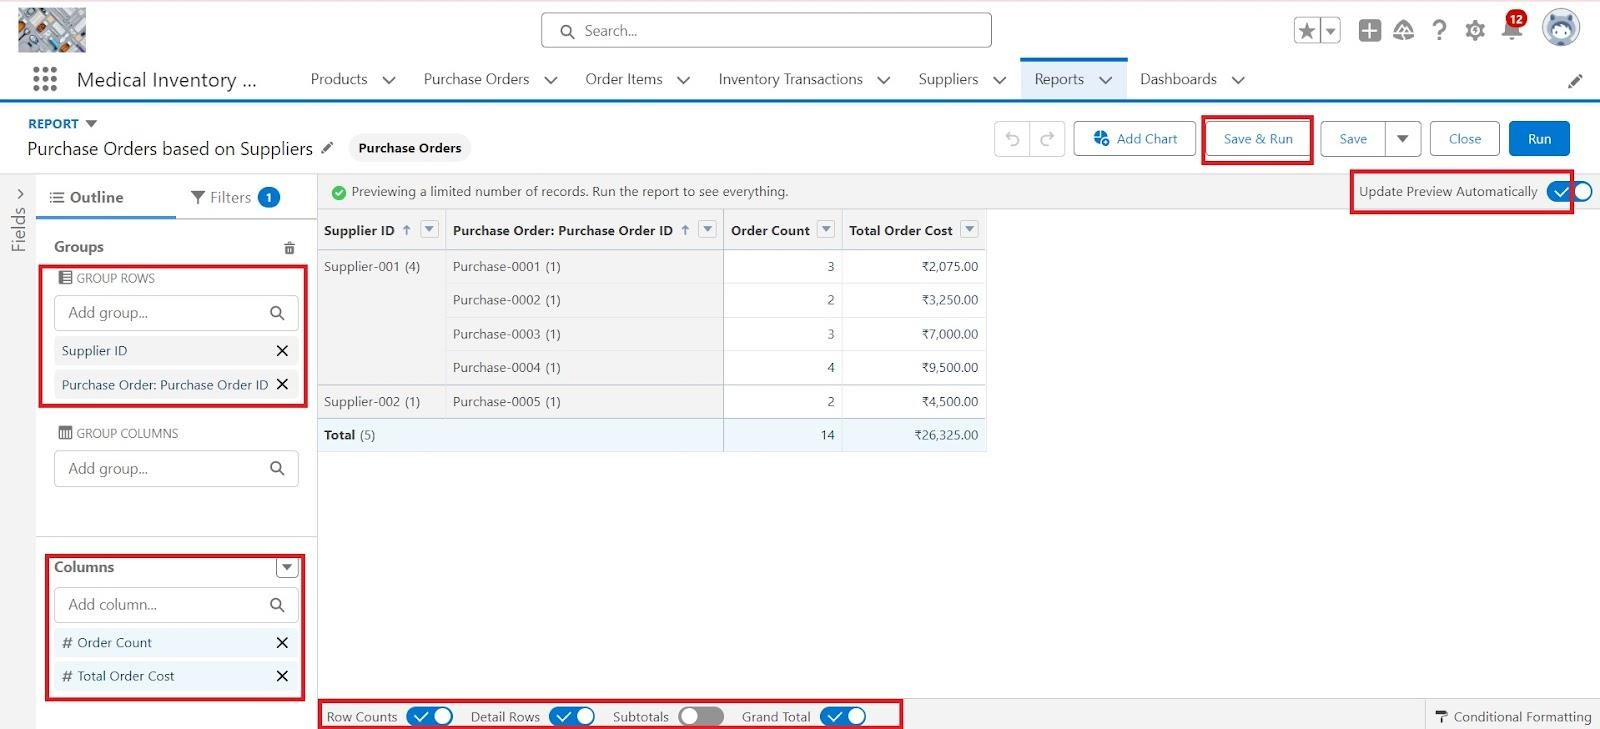 Search...
12
Medical Inventory ... Products Purchase Orders Order Items Inventory Transactions Suppliers Reports Dashboards
REPORT
Purchase Orders based on Suppliers Purchase Orders
Add Chart Save & Run Save Close Run
Fields
Outline Filters 1
Previewing a limited number of records. Run the report to see everything.
Update Preview Automatically
Groups
GROUP ROWS
Add group...
Supplier ID
Purchase Order: Purchase Order ID
GROUP COLUMNS
Add group...
Columns
Add column...
# Order Count
# Total Order Cost
Supplier ID ↑ Purchase Order: Purchase Order ID ↑ Order Count Total Order Cost
Supplier-001 (4) Purchase-0001 (1) 3 ₹2,075.00
Purchase-0002 (1) 2 ₹3,250.00
Purchase-0003 (1) 3 ₹7,000.00
Purchase-0004 (1) 4 ₹9,500.00
Supplier-002 (1) Purchase-0005 (1) 2 ₹4,500.00
Total (5) 14 ₹26,325.00
Row Counts Detail Rows Subtotals Grand Total
Conditional Formatting